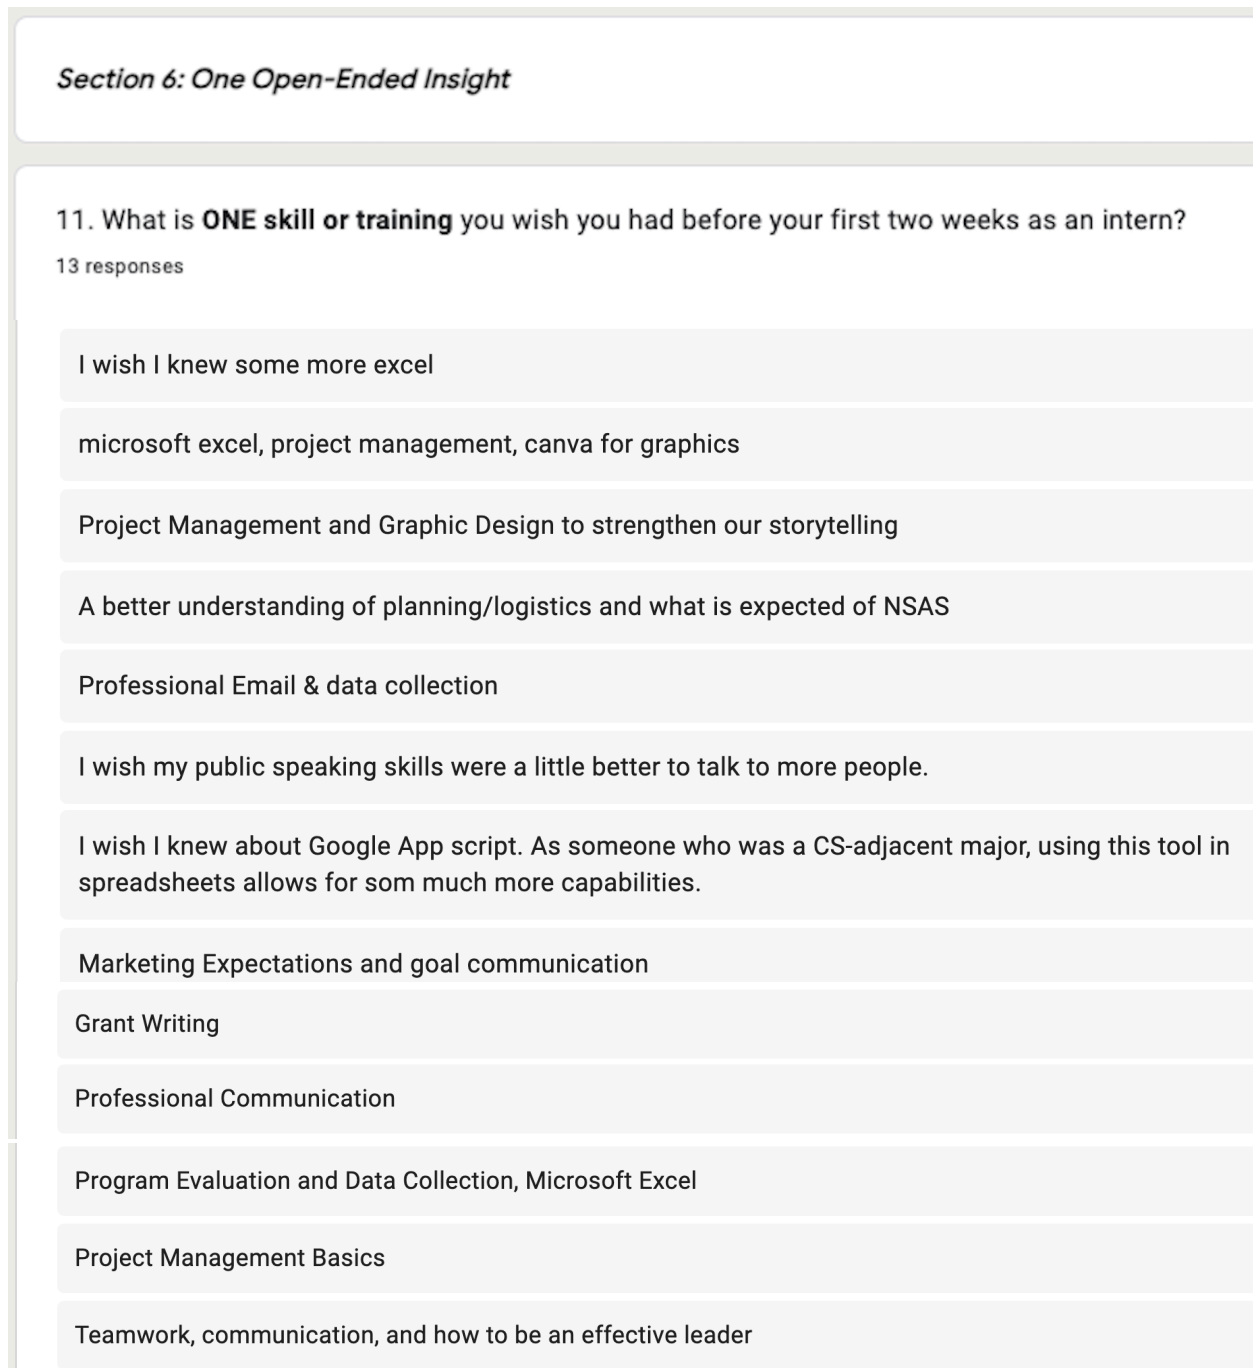 Section 6: One Open-Ended Insight
11. What is ONE skill or training you wish you had before your first two weeks as an intern?
13 responses
I wish I knew some more excel
microsoft excel, project management, canva for graphics
Project Management and Graphic Design to strengthen our storytelling
A better understanding of planning/logistics and what is expected of NSAS
Professional Email & data collection
I wish my public speaking skills were a little better to talk to more people.
I wish I knew about Google App script. As someone who was a CS-adjacent major, using this tool in
spreadsheets allows for som much more capabilities.
Marketing Expectations and goal communication
Grant Writing
Professional Communication
Program Evaluation and Data Collection, Microsoft Excel
Project Management Basics
Teamwork, communication, and how to be an effective leader